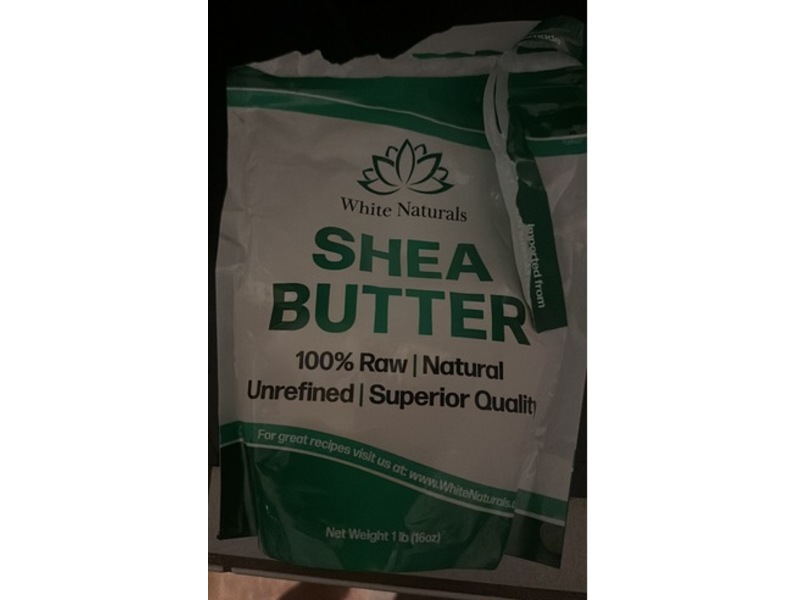 White Naturals
SHEA
BUTTER
100% Raw | Natural
Unrefined | Superior Quality
For great recipes visit us at: www.WhiteNaturals.c
Net Weight 1 lb (16oz)
Imported from